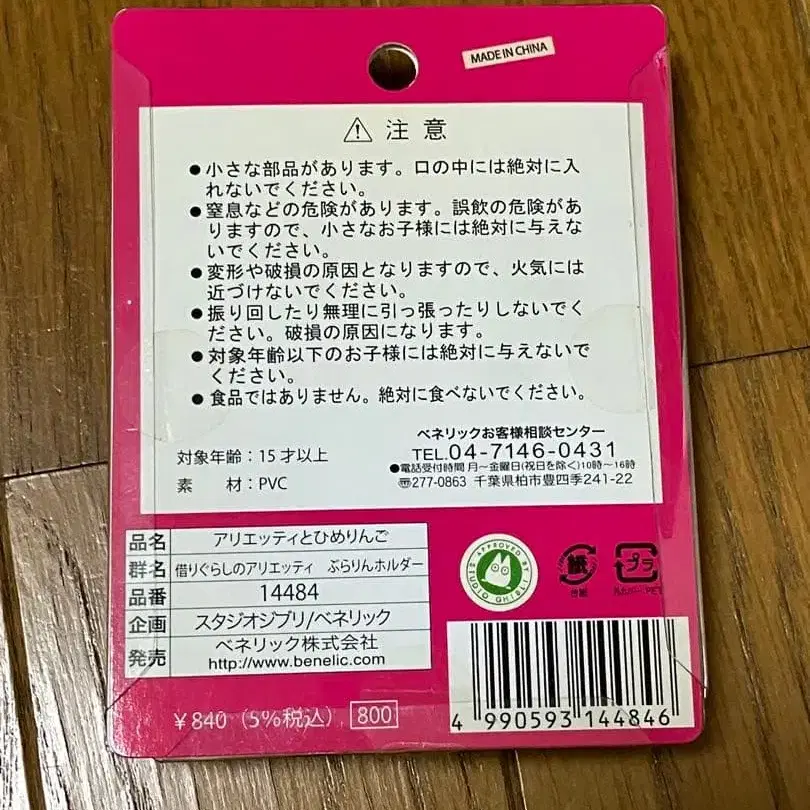 MADE IN CHINA
⚠ 注意
●小さな部品があります。口の中には絶対に入
れないでください。
●窒息などの危険があります。誤飲の危険があ
りますので、小さなお子様には絶対に与えな
いでください。
●変形や破損の原因となりますので、火気には
近づけないでください。
●振り回したり無理に引っ張ったりしないでく
ださい。破損の原因になります。
●対象年齢以下のお子様には絶対に与えないで
ください。
●食品ではありません。絶対に食べないでください。
対象年齢：15才以上
素　　材：PVC
ベネリックお客様相談センター
TEL.04-7146-0431
●電話受付時間 月～金曜日(祝日を除く)10時～16時
〠277-0863 千葉県柏市豊四季241-22
品名 アリエッティとひめりんご
群名 借りぐらしのアリエッティ ぶらりんホルダー
品番 14484
企画 スタジオジブリ/ベネリック
発売 ベネリック株式会社
http://www.benelic.com
APPROVED BY
STUDIO GHIBLI
紙
台紙
プラ
￥840（5%税込） 800
4 990593 144846